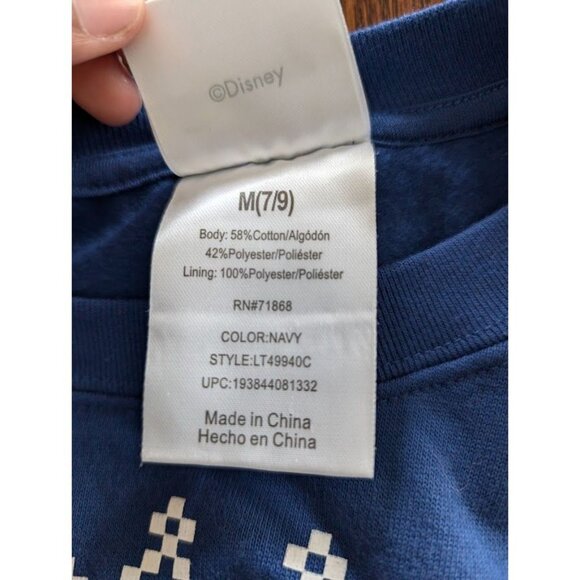 ©Disney
M(7/9)
Body: 58%Cotton/Algódón
42%Polyester/Poliéster
Lining: 100%Polyester/Poliéster
RN#71868
COLOR:NAVY
STYLE:LT49940C
UPC:193844081332
Made in China
Hecho en China